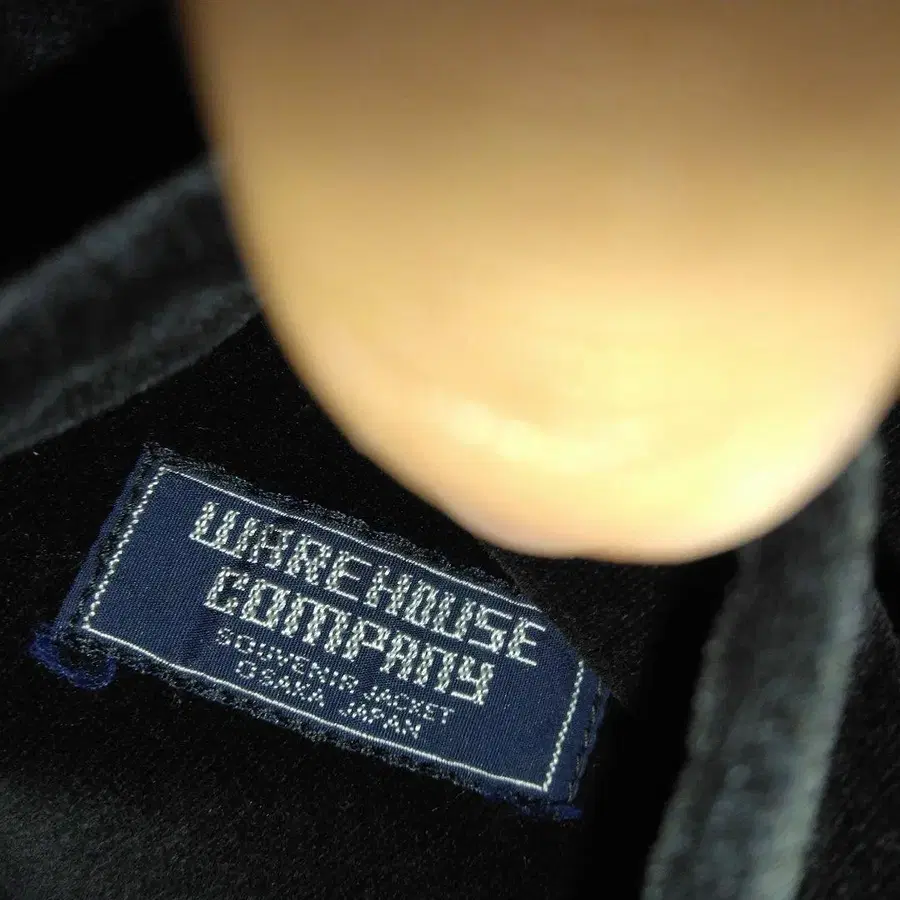 WAREHOUSE
COMPANY
SOUVENIR JACKET
OSAKA JAPAN